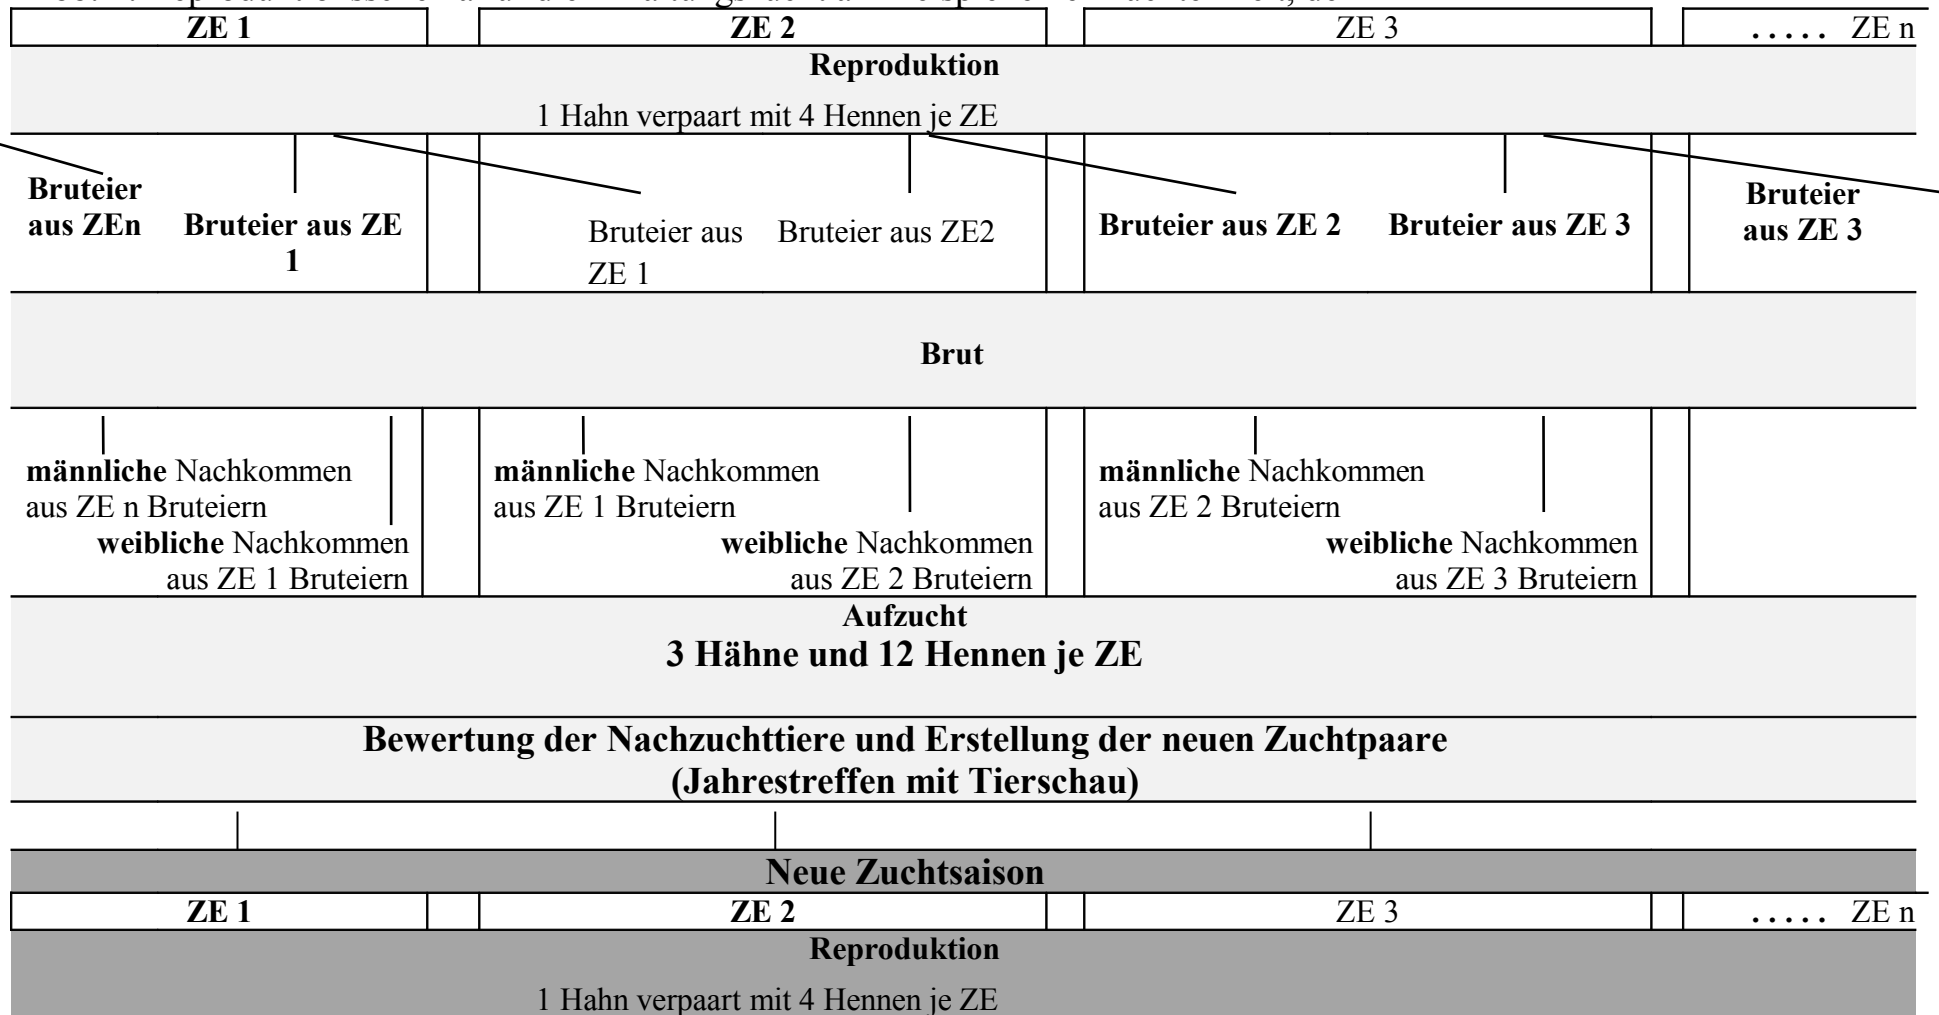 ZE 1 ZE 2 ZE 3 ..... ZE n
Reproduktion
1 Hahn verpaart mit 4 Hennen je ZE
Bruteier
aus ZEn
Bruteier aus ZE
1
Bruteier aus
ZE 1
Bruteier aus ZE2
Bruteier aus ZE 2
Bruteier aus ZE 3
Bruteier
aus ZE 3
Brut
männliche Nachkommen
aus ZE n Bruteiern
weibliche Nachkommen
aus ZE 1 Bruteiern
männliche Nachkommen
aus ZE 1 Bruteiern
weibliche Nachkommen
aus ZE 2 Bruteiern
männliche Nachkommen
aus ZE 2 Bruteiern
weibliche Nachkommen
aus ZE 3 Bruteiern
Aufzucht
3 Hähne und 12 Hennen je ZE
Bewertung der Nachzuchttiere und Erstellung der neuen Zuchtpaare
(Jahrestreffen mit Tierschau)
Neue Zuchtsaison
ZE 1 ZE 2 ZE 3 ..... ZE n
Reproduktion
1 Hahn verpaart mit 4 Hennen je ZE